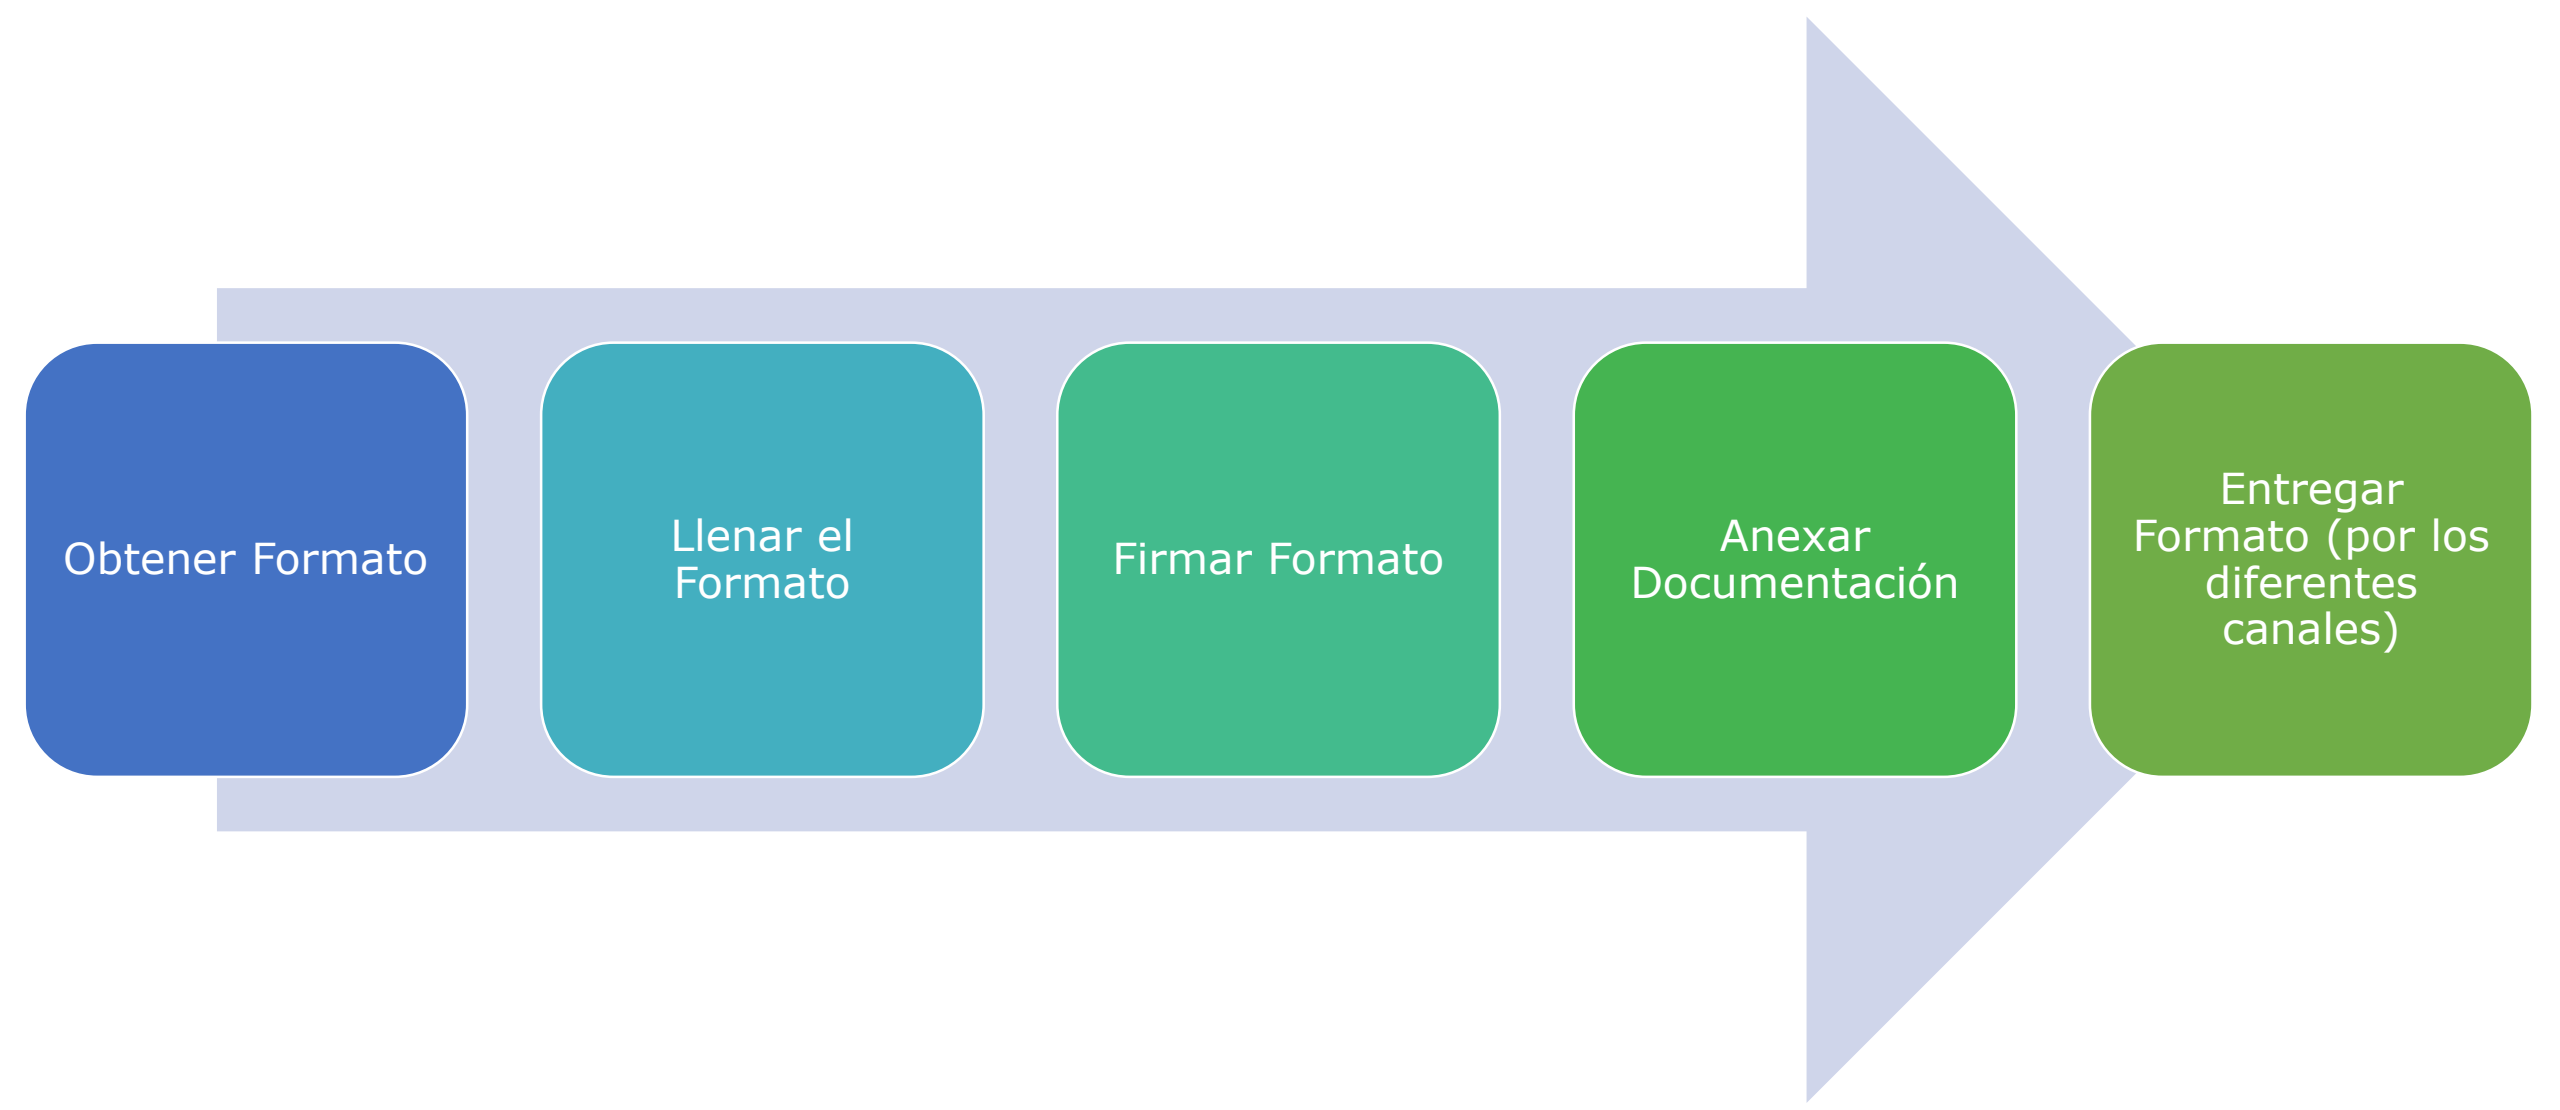 Obtener Formato
Llenar el
Formato
Firmar Formato
Anexar
Documentación
Entregar
Formato (por los
diferentes
canales)